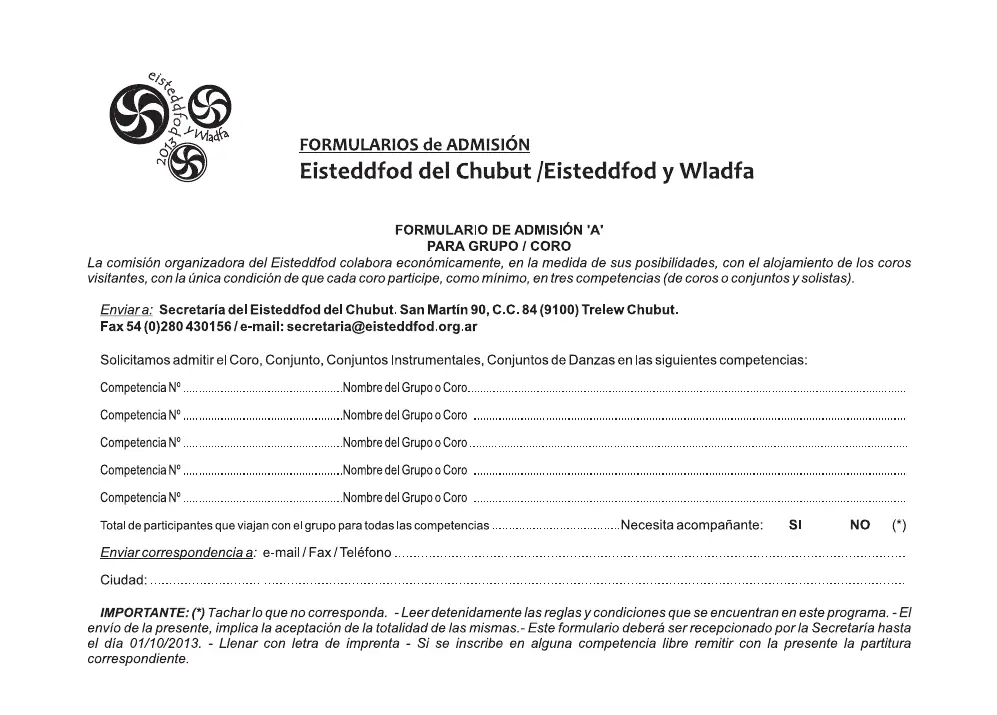 eisteddfod
y Wladfa
2013
FORMULARIOS de ADMISIÓN
Eisteddfod del Chubut /Eisteddfod y Wladfa
FORMULARIO DE ADMISIÓN 'A'
PARA GRUPO / CORO
La comisión organizadora del Eisteddfod colabora económicamente, en la medida de sus posibilidades, con el alojamiento de los coros
visitantes, con la única condición de que cada coro participe, como mínimo, en tres competencias (de coros o conjuntos y solistas).
Enviar a: Secretaría del Eisteddfod del Chubut. San Martín 90, C.C. 84 (9100) Trelew Chubut.
Fax 54 (0)280 430156 / e-mail: secretaria@eisteddfod.org.ar
Solicitamos admitir el Coro, Conjunto, Conjuntos Instrumentales, Conjuntos de Danzas en las siguientes competencias:
Competencia Nº ..................................................... Nombre del Grupo o Coro..............................................................................................................
Competencia Nº ..................................................... Nombre del Grupo o Coro ..............................................................................................................
Competencia Nº ..................................................... Nombre del Grupo o Coro ..............................................................................................................
Competencia Nº ..................................................... Nombre del Grupo o Coro ..............................................................................................................
Competencia Nº ..................................................... Nombre del Grupo o Coro ..............................................................................................................
Total de participantes que viajan con el grupo para todas las competencias ..................................... Necesita acompañante: SI NO (*)
Enviar correspondencia a: e-mail / Fax / Teléfono ..............................................................................................................
Ciudad: ..............................................................................................................
IMPORTANTE: (*) Tachar lo que no corresponda. - Leer detenidamente las reglas y condiciones que se encuentran en este programa. - El
envío de la presente, implica la aceptación de la totalidad de las mismas.- Este formulario deberá ser recepcionado por la Secretaría hasta
el día 01/10/2013. - Llenar con letra de imprenta - Si se inscribe en alguna competencia libre remitir con la presente la partitura
correspondiente.